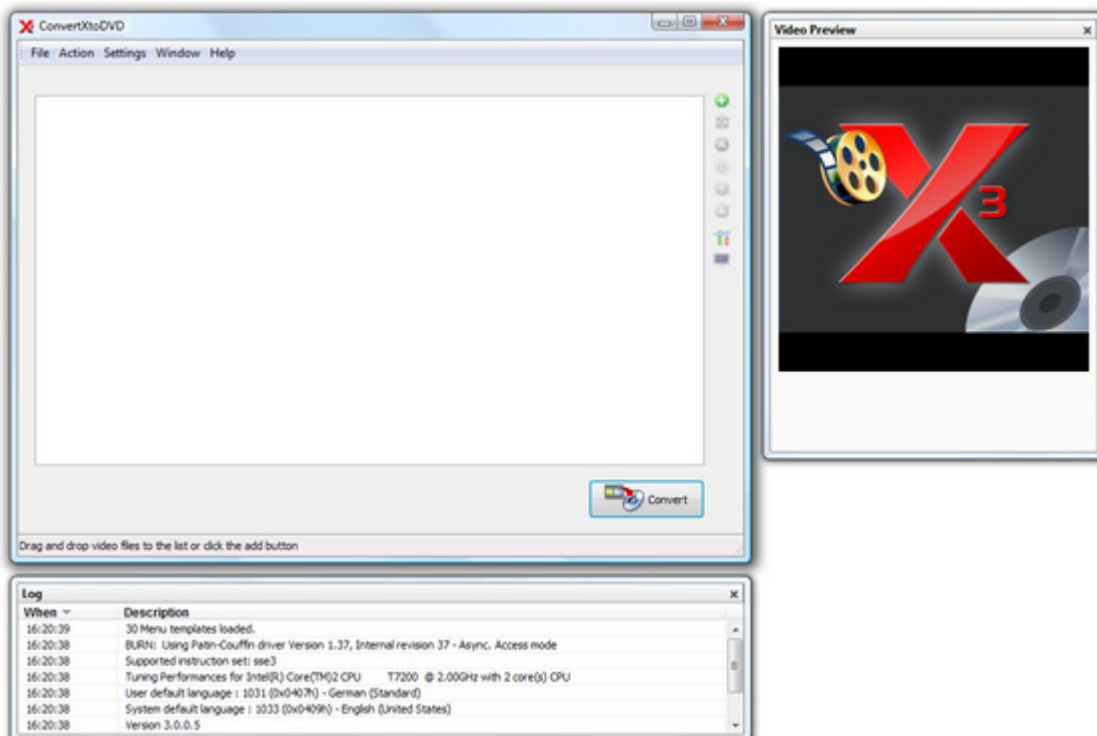 ConvertXtoDVD
File Action Settings Window Help
Convert
Drag and drop video files to the list or click the add button
Video Preview
3
Log
When Description
16:20:39 30 Menu templates loaded.
16:20:38 BURN: Using Patin-Couffin driver Version 1.37, Internal revision 37 - Async. Access mode
16:20:38 Supported instruction set: sse3
16:20:38 Tuning Performances for Intel(R) Core(TM)2 CPU T7200 @ 2.00GHz with 2 core(s) CPU
16:20:38 User default language : 1031 (0x0407h) - German (Standard)
16:20:38 System default language : 1033 (0x0409h) - English (United States)
16:20:38 Version 3.0.0.5